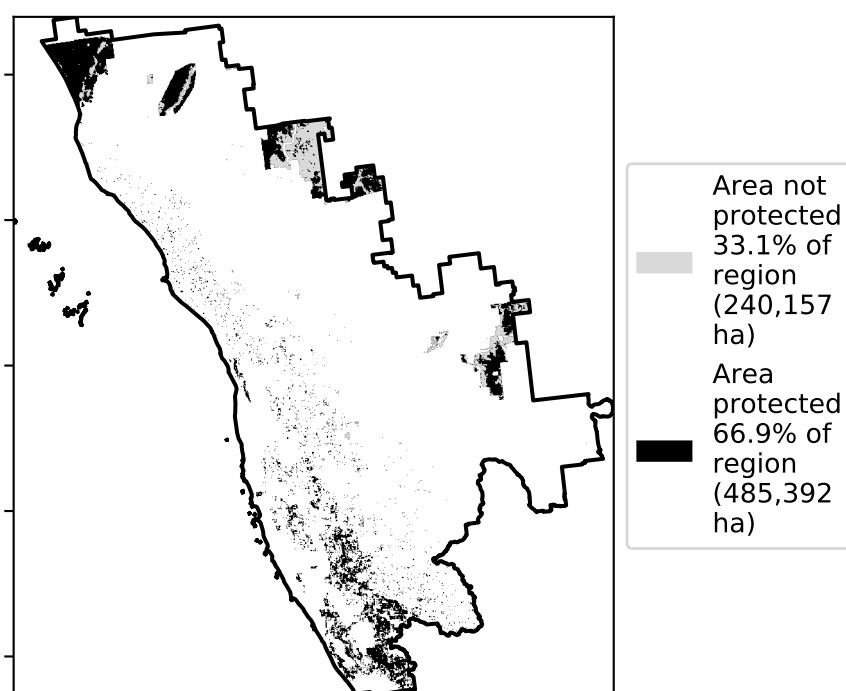 Area not
protected
33.1% of
region
(240,157
ha)
Area
protected
66.9% of
region
(485,392
ha)